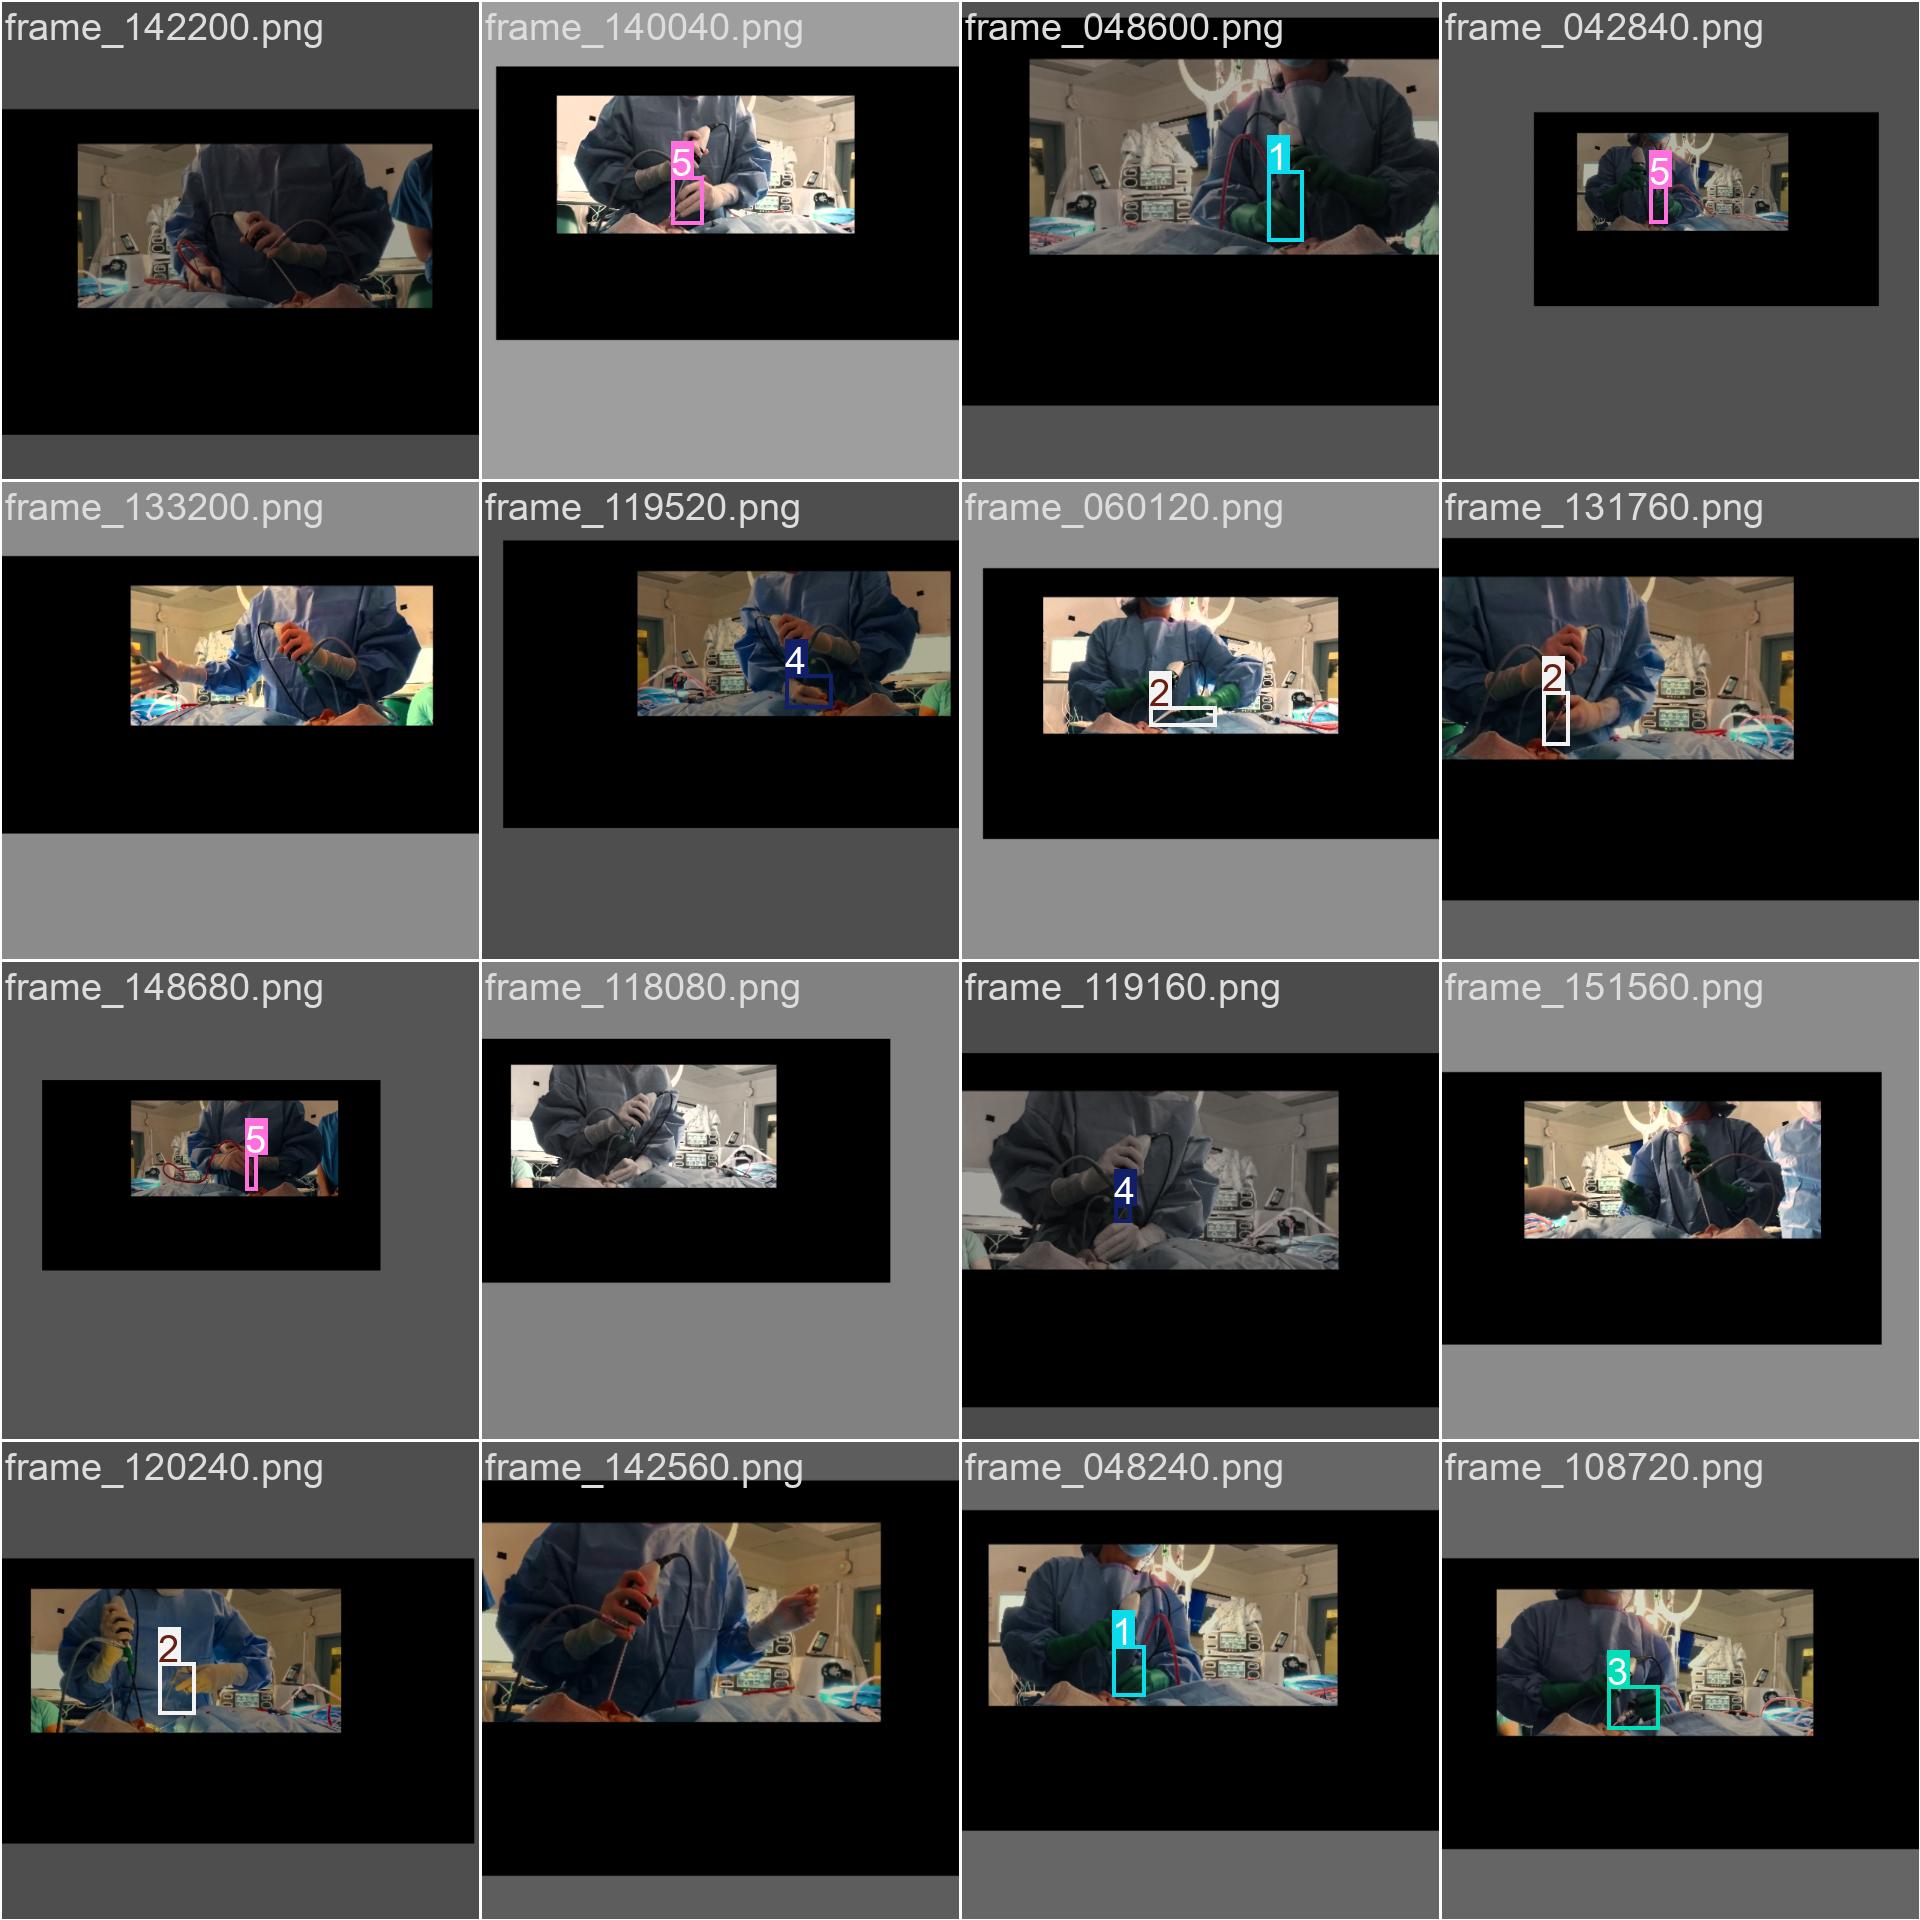 frame_142200.png
frame_140040.png
frame_048600.png
frame_042840.png
5
1
5
frame_133200.png
frame_119520.png
frame_060120.png
frame_131760.png
4
2
2
frame_148680.png
frame_118080.png
frame_119160.png
frame_151560.png
5
4
frame_120240.png
frame_142560.png
frame_048240.png
frame_108720.png
2
1
3